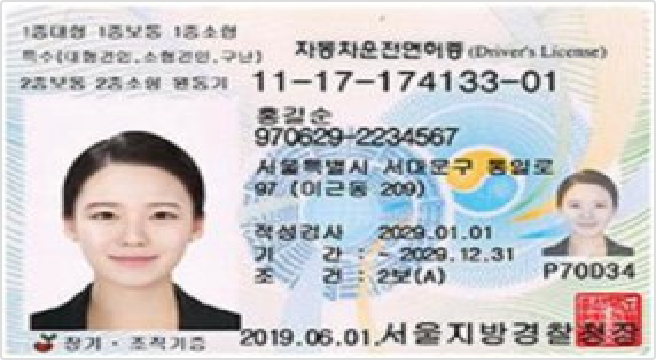 1종대형 1종보통 1종소형
특수(대형견인,소형견인,구난)
2종보통 2종소형 원동기
자동차운전면허증 (Driver's License)
11-17-174133-01
홍길순
970629-2234567
서울특별시 서대문구 통일로
97 (미근동 209)
적성검사 2029.01.01
기 간 : ~ 2029.12.31
조 건 : 2보(A)
P70D34
장기·조직기증
2019.06.01. 서울지방경찰청장